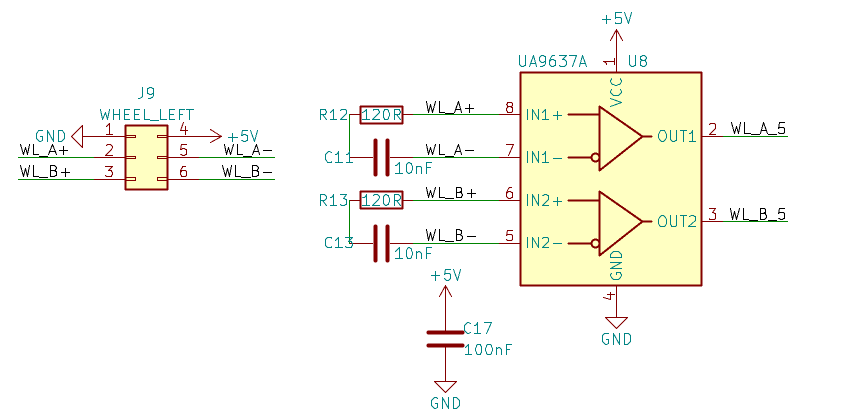 J9
WHEEL_LEFT
GND 1 4 +5V
WL_A+ 2 5 WL_A-
WL_B+ 3 6 WL_B-
+5V
UA9637A U8
1
VCC
R12 120R WL_A+ 8 IN1+
OUT1 2 WL_A_5
C11 10nF WL_A- 7 IN1-
R13 120R WL_B+ 6 IN2+
OUT2 3 WL_B_5
C13 10nF WL_B- 5 IN2-
GND
4
GND
+5V
C17
100nF
GND